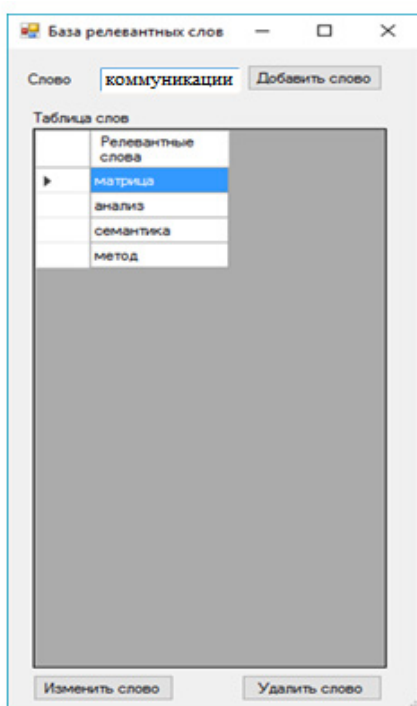 База релевантных слов
Слово коммуникации Добавить слово
Таблица слов
Релевантные
слова
матрица
анализ
семантика
метод
Изменить слово Удалить слово